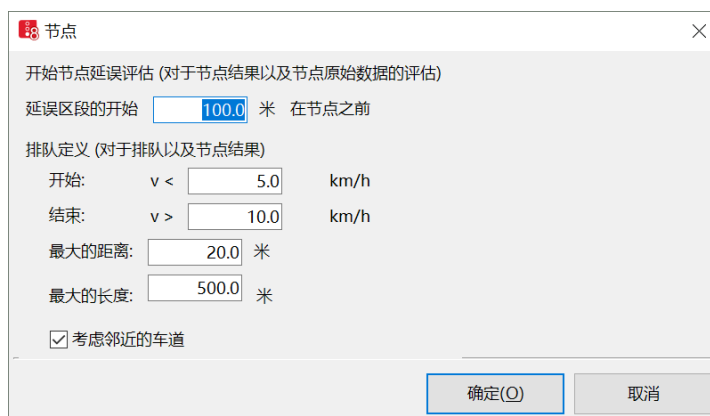 节点
开始节点延误评估 (对于节点结果以及节点原始数据的评估)
延误区段的开始 100.0 米 在节点之前
排队定义 (对于排队以及节点结果)
开始: v < 5.0 km/h
结束: v > 10.0 km/h
最大的距离: 20.0 米
最大的长度: 500.0 米
考虑邻近的车道
确定(O) 取消